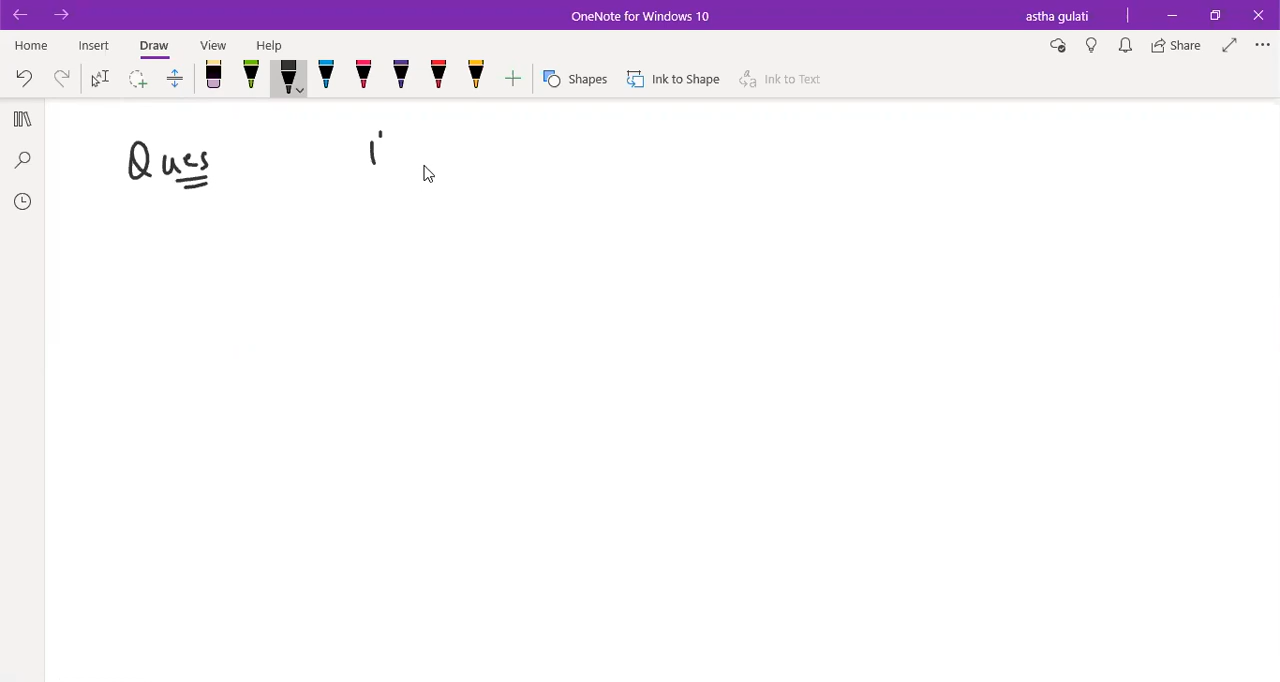 OneNote for Windows 10 astha gulati
Home Insert Draw View Help Share
Shapes Ink to Shape Ink to Text
Ques